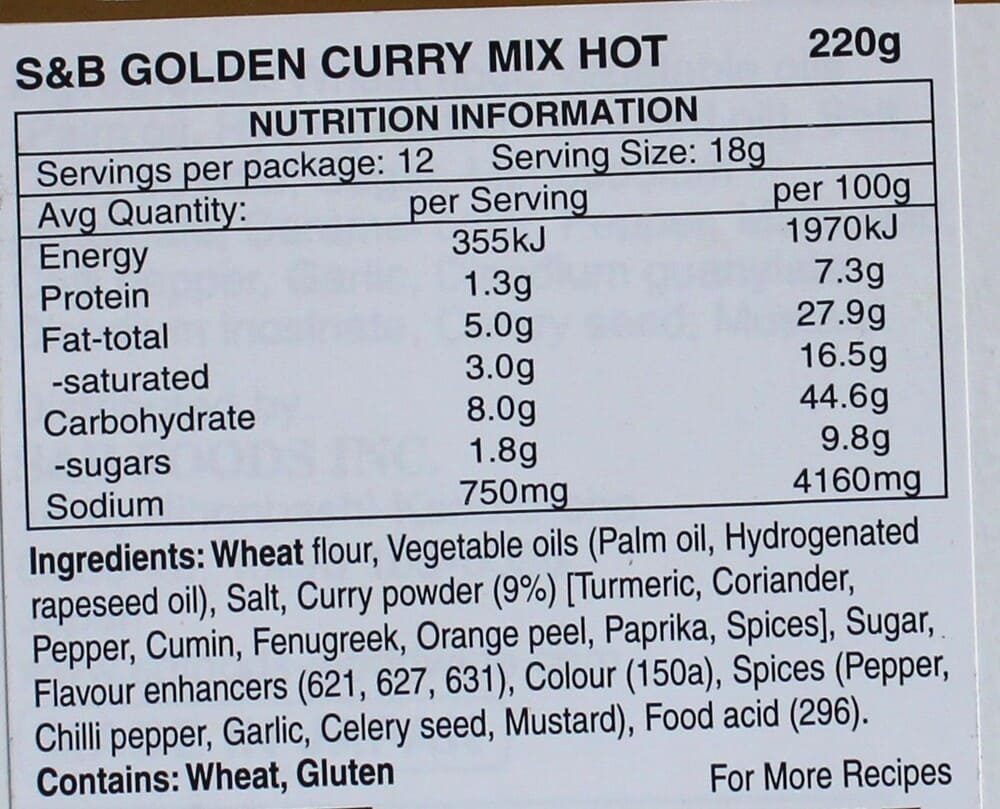 S&B GOLDEN CURRY MIX HOT 220g
NUTRITION INFORMATION
Servings per package: 12 Serving Size: 18g
Avg Quantity: per Serving per 100g
Energy 355kJ 1970kJ
Protein 1.3g 7.3g
Fat-total 5.0g 27.9g
-saturated 3.0g 16.5g
Carbohydrate 8.0g 44.6g
-sugars 1.8g 9.8g
Sodium 750mg 4160mg
Ingredients: Wheat flour, Vegetable oils (Palm oil, Hydrogenated
rapeseed oil), Salt, Curry powder (9%) [Turmeric, Coriander,
Pepper, Cumin, Fenugreek, Orange peel, Paprika, Spices], Sugar,
Flavour enhancers (621, 627, 631), Colour (150a), Spices (Pepper,
Chilli pepper, Garlic, Celery seed, Mustard), Food acid (296).
Contains: Wheat, Gluten
For More Recipes